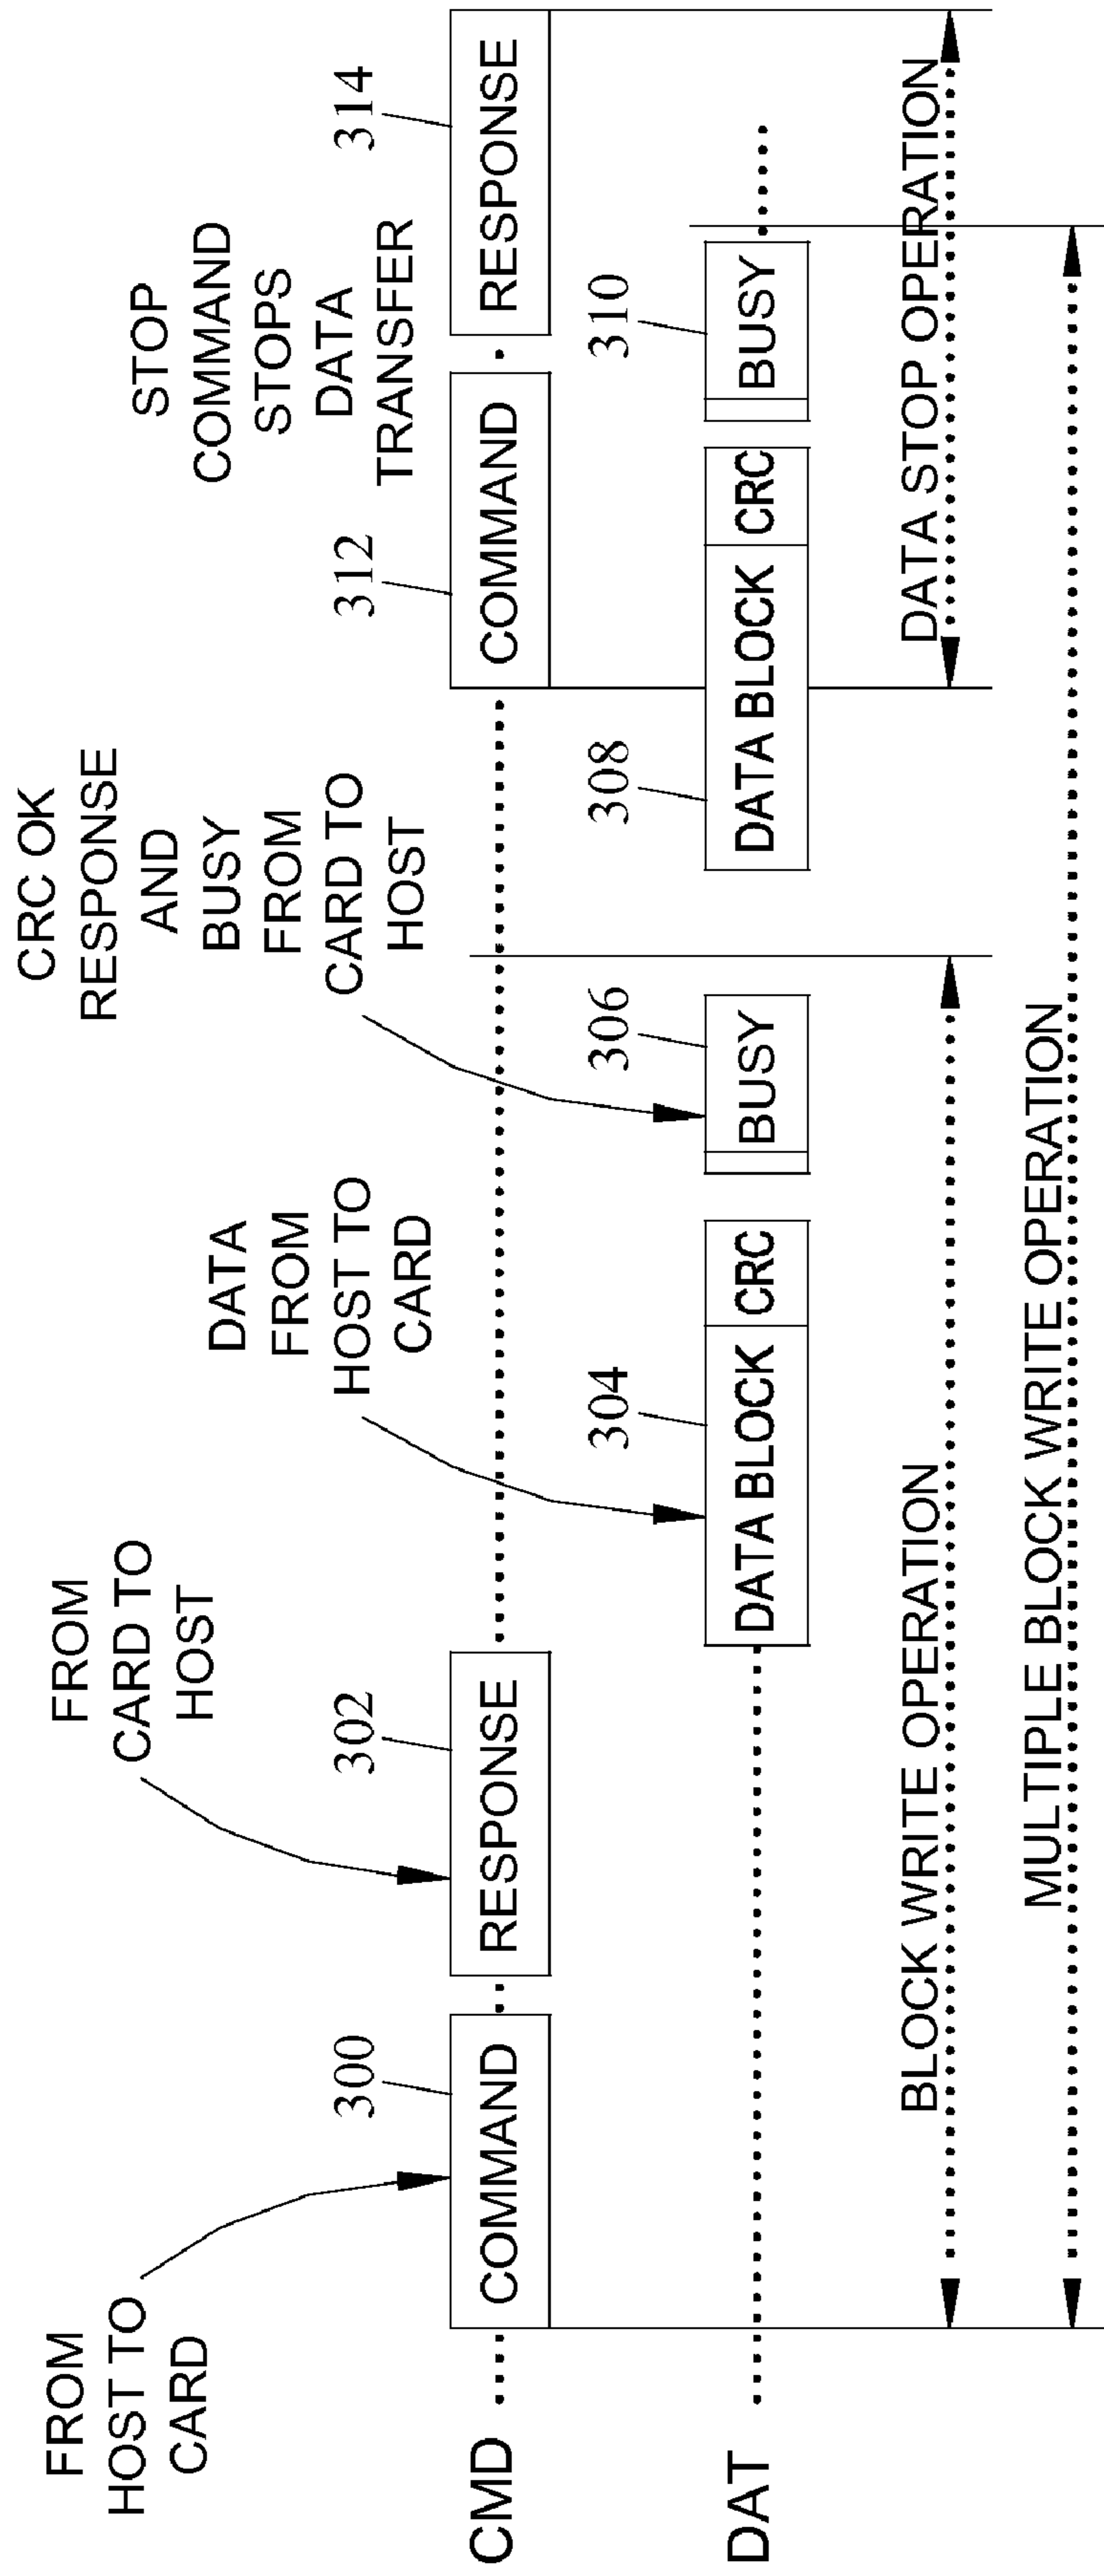 FROM
HOST TO
CARD
FROM
CARD TO
HOST
DATA
FROM
HOST TO
CARD
CRC OK
RESPONSE
AND
BUSY
FROM
CARD TO
HOST
STOP
COMMAND
STOPS
DATA
TRANSFER
300
302
312
314
CMD
COMMAND
RESPONSE
COMMAND
RESPONSE
304
306
308
310
DAT
DATA BLOCK CRC
BUSY
DATA BLOCK CRC
BUSY
BLOCK WRITE OPERATION
DATA STOP OPERATION
MULTIPLE BLOCK WRITE OPERATION